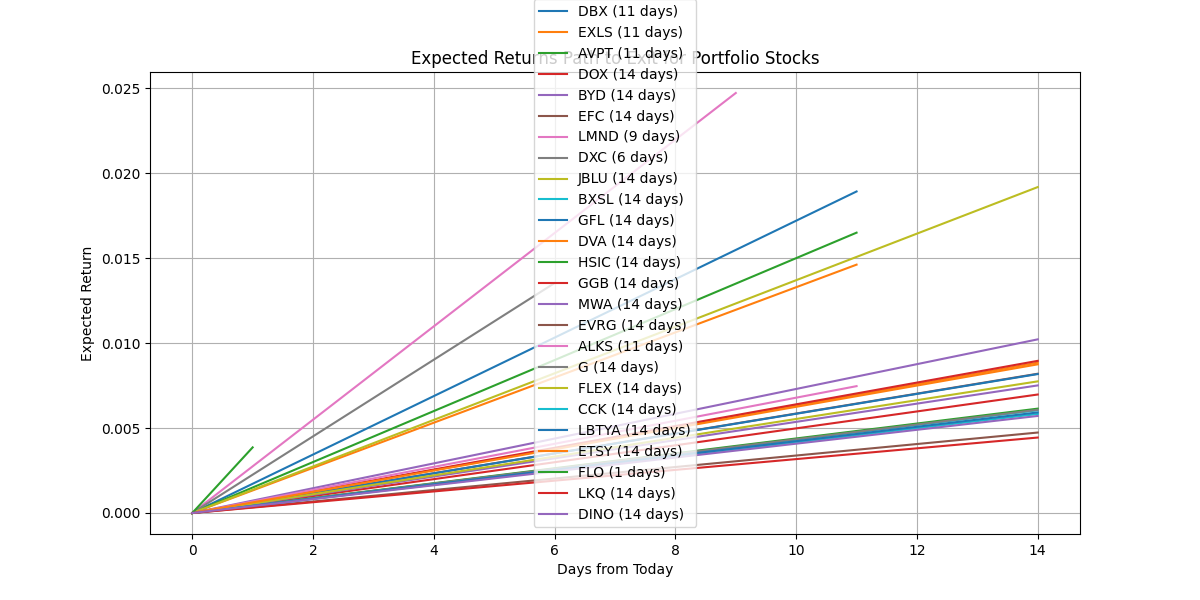 DBX (11 days)
EXLS (11 days)
AVPT (11 days)
Expected Returns Path to Exit for Portfolio Stocks
DOX (14 days)
BYD (14 days)
EFC (14 days)
LMND (9 days)
DXC (6 days)
JBLU (14 days)
BXSL (14 days)
GFL (14 days)
DVA (14 days)
HSIC (14 days)
GGB (14 days)
MWA (14 days)
EVRG (14 days)
ALKS (11 days)
G (14 days)
FLEX (14 days)
CCK (14 days)
LBTYA (14 days)
ETSY (14 days)
FLO (1 days)
LKQ (14 days)
DINO (14 days)
0.025
0.020
0.015
0.010
0.005
0.000
Expected Return
0 2 4 6 8 10 12 14
Days from Today